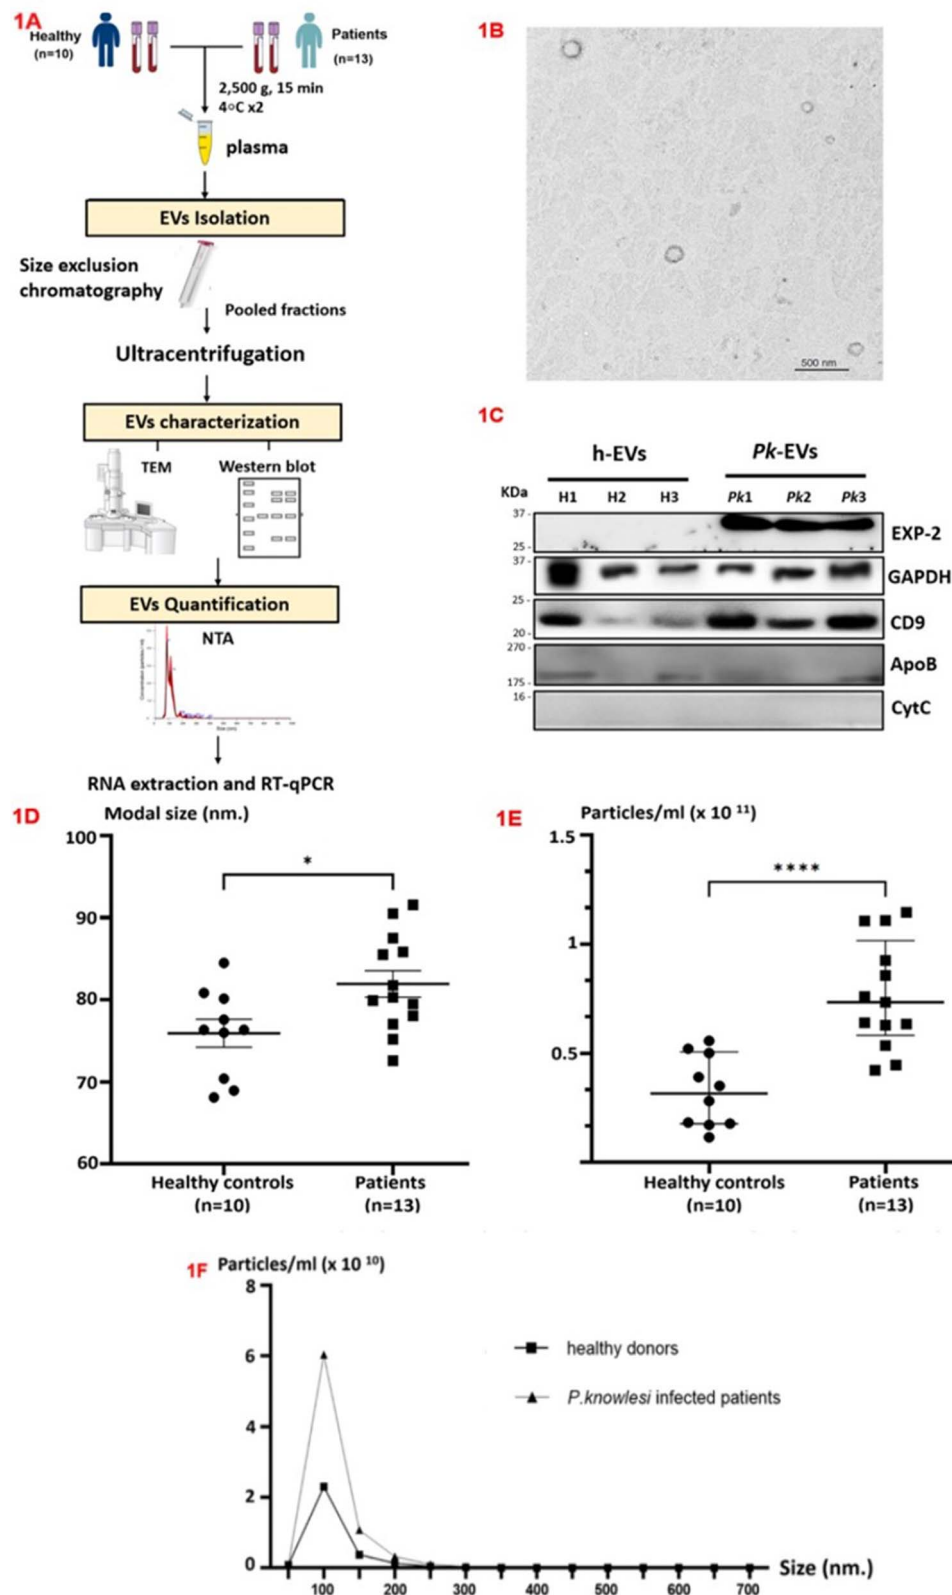 1A
Healthy
(n=10)
Patients
(n=13)
2,500 g, 15 min
4○C x2
plasma
EVs Isolation
Size exclusion
chromatography
Pooled fractions
Ultracentrifugation
EVs characterization
TEM
Western blot
EVs Quantification
NTA
RNA extraction and RT-qPCR
1B
500 nm
1C
h-EVs
Pk-EVs
KDa
H1 H2 H3 Pk1 Pk2 Pk3
37 -
25 -
EXP-2
37 -
GAPDH
25 -
20 -
CD9
270 -
175 -
ApoB
16 -
CytC
1D
Modal size (nm.)
100
90
80
70
60
*
Healthy controls
(n=10)
Patients
(n=13)
1E
Particles/ml (x 10 11)
1.5
1
0.5
****
Healthy controls
(n=10)
Patients
(n=13)
1F
Particles/ml (x 10 10)
8
6
4
2
0
healthy donors
P.knowlesi infected patients
100 200 300 400 500 600 700
Size (nm.)